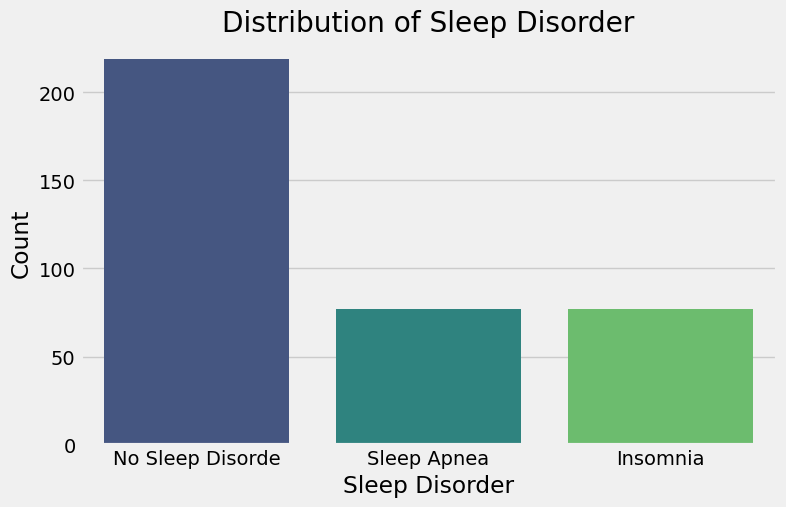 Distribution of Sleep Disorder
200
150
100
50
0
Count
No Sleep Disorde
Sleep Apnea
Insomnia
Sleep Disorder